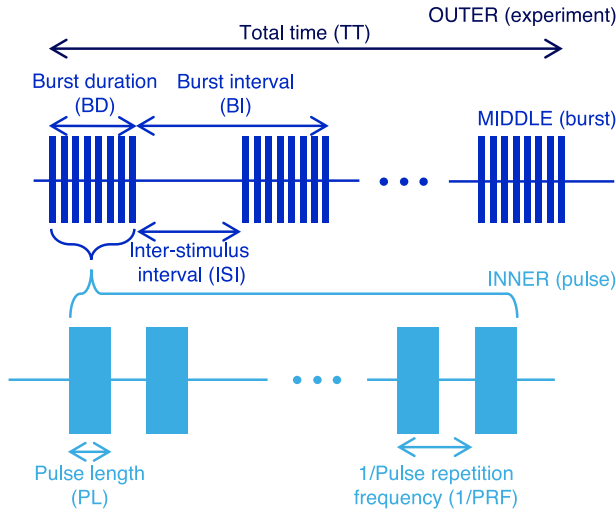 OUTER (experiment)
Total time (TT)
Burst duration
(BD)
Burst interval
(BI)
MIDDLE (burst)
Inter-stimulus
interval (ISI)
INNER (pulse)
Pulse length
(PL)
1/Pulse repetition
frequency (1/PRF)